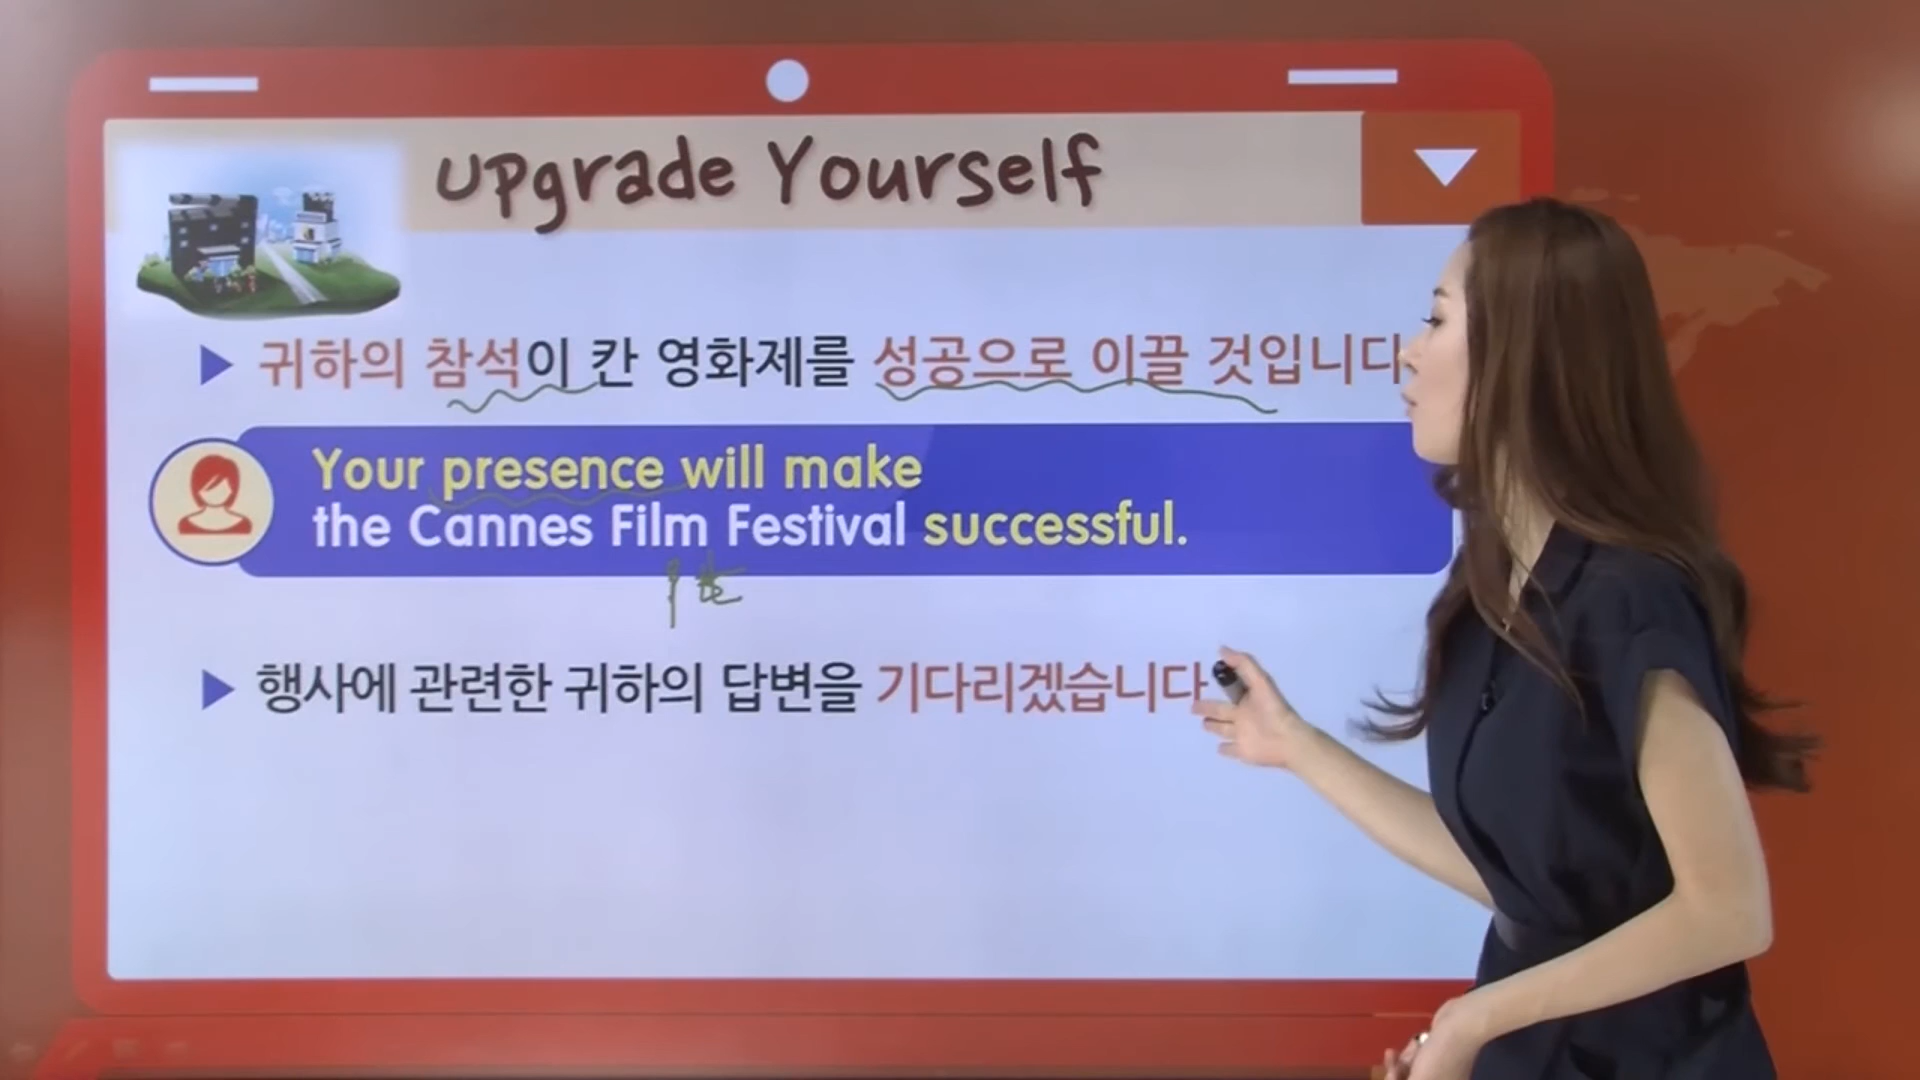 Upgrade Yourself
귀하의 참석이 칸 영화제를 성공으로 이끌 것입니다
Your presence will make
the Cannes Film Festival successful.
행사에 관련한 귀하의 답변을 기다리겠습니다